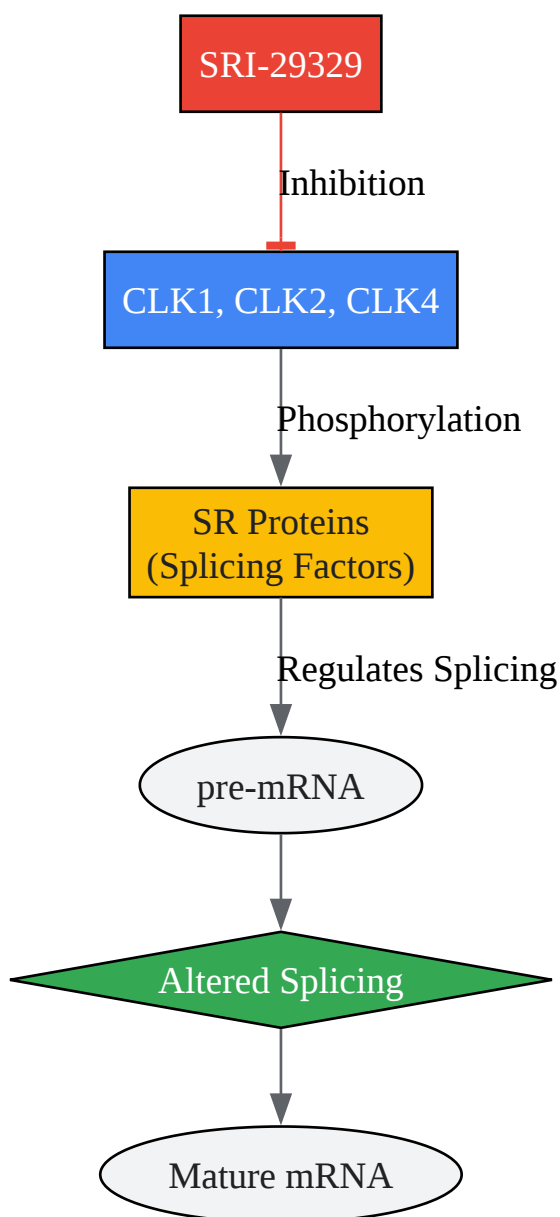 SRI-29329
Inhibition
CLK1, CLK2, CLK4
Phosphorylation
SR Proteins
(Splicing Factors)
Regulates Splicing
pre-mRNA
Altered Splicing
Mature mRNA